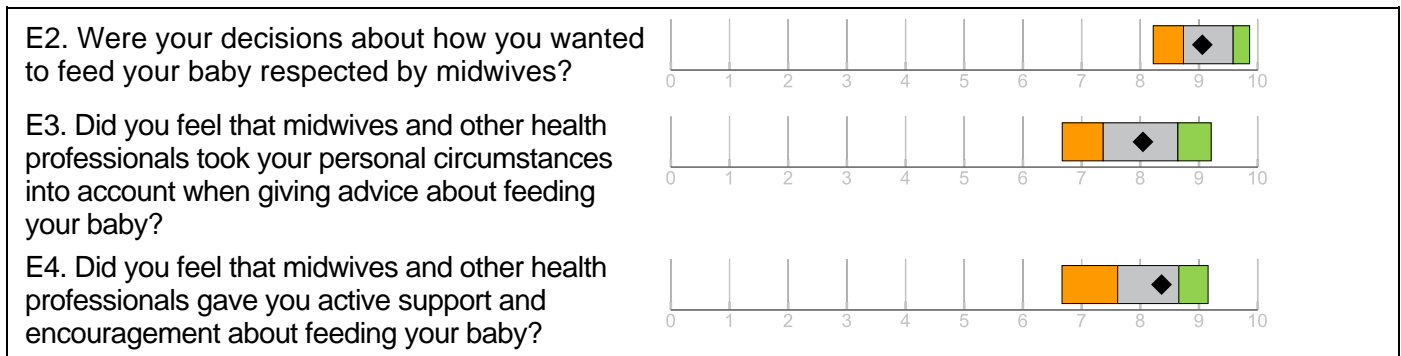 E2. Were your decisions about how you wanted
to feed your baby respected by midwives?
0 1 2 3 4 5 6 7 8 9 10
E3. Did you feel that midwives and other health
professionals took your personal circumstances
into account when giving advice about feeding
your baby?
0 1 2 3 4 5 6 7 8 9 10
E4. Did you feel that midwives and other health
professionals gave you active support and
encouragement about feeding your baby?
0 1 2 3 4 5 6 7 8 9 10